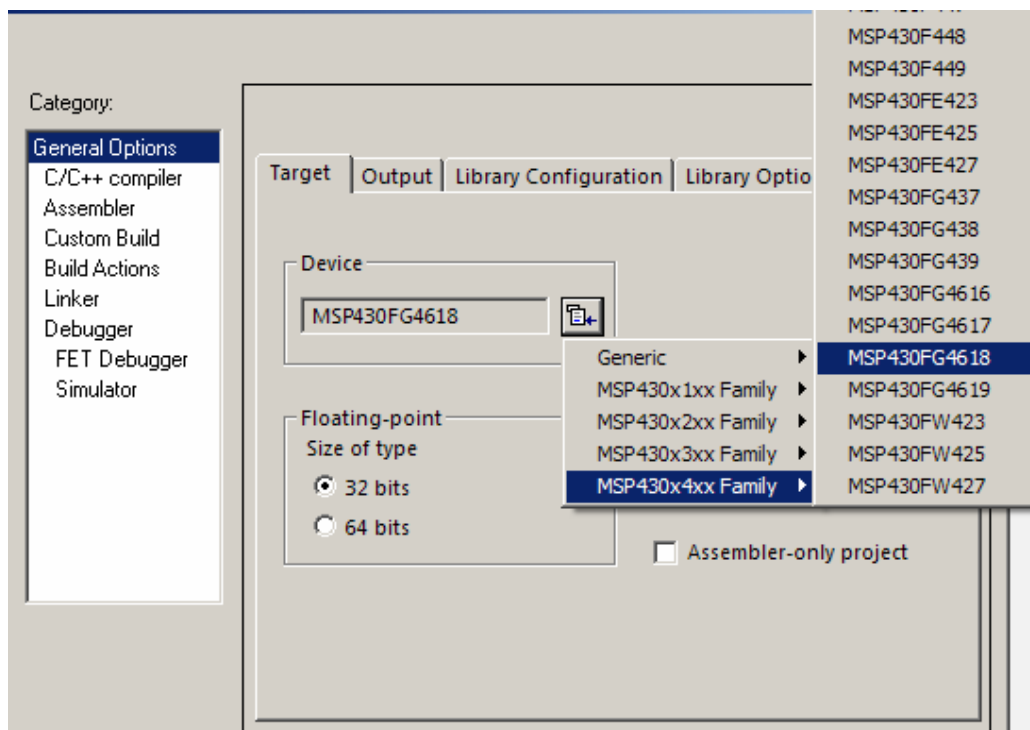 MSP430F448
MSP430F449
Category:
MSP430FE423
MSP430FE425
General Options
MSP430FE427
C/C++ compiler
Target Output Library Configuration Library Optio
Assembler
MSP430FG437
Custom Build
MSP430FG438
Build Actions
Device
MSP430FG439
Linker
MSP430FG4616
Debugger
MSP430FG4618
MSP430FG4617
FET Debugger
Generic
MSP430FG4618
Simulator
MSP430x1xx Family
MSP430FG4619
Floating-point
MSP430x2xx Family
MSP430FW423
Size of type
MSP430x3xx Family
MSP430FW425
32 bits
MSP430x4xx Family
MSP430FW427
64 bits
Assembler-only project